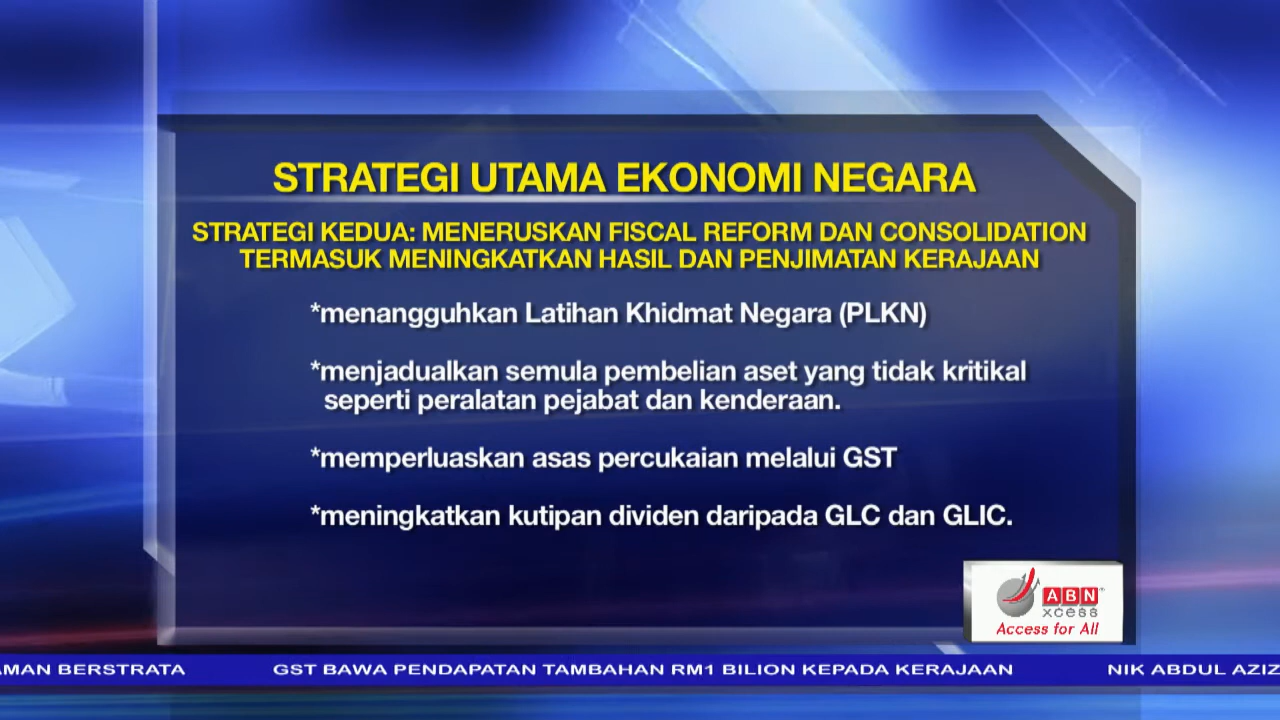 STRATEGI UTAMA EKONOMI NEGARA
STRATEGI KEDUA: MENERUSKAN FISCAL REFORM DAN CONSOLIDATION
TERMASUK MENINGKATKAN HASIL DAN PENJIMATAN KERAJAAN
*menangguhkan Latihan Khidmat Negara (PLKN)
*menjadualkan semula pembelian aset yang tidak kritikal
seperti peralatan pejabat dan kenderaan.
*memperluaskan asas percukaian melalui GST
*meningkatkan kutipan dividen daripada GLC dan GLIC.
ABN
xcess
Access for All
AMAN BERSTRATA GST BAWA PENDAPATAN TAMBAHAN RM1 BILION KEPADA KERAJAAN NIK ABDUL AZIZ